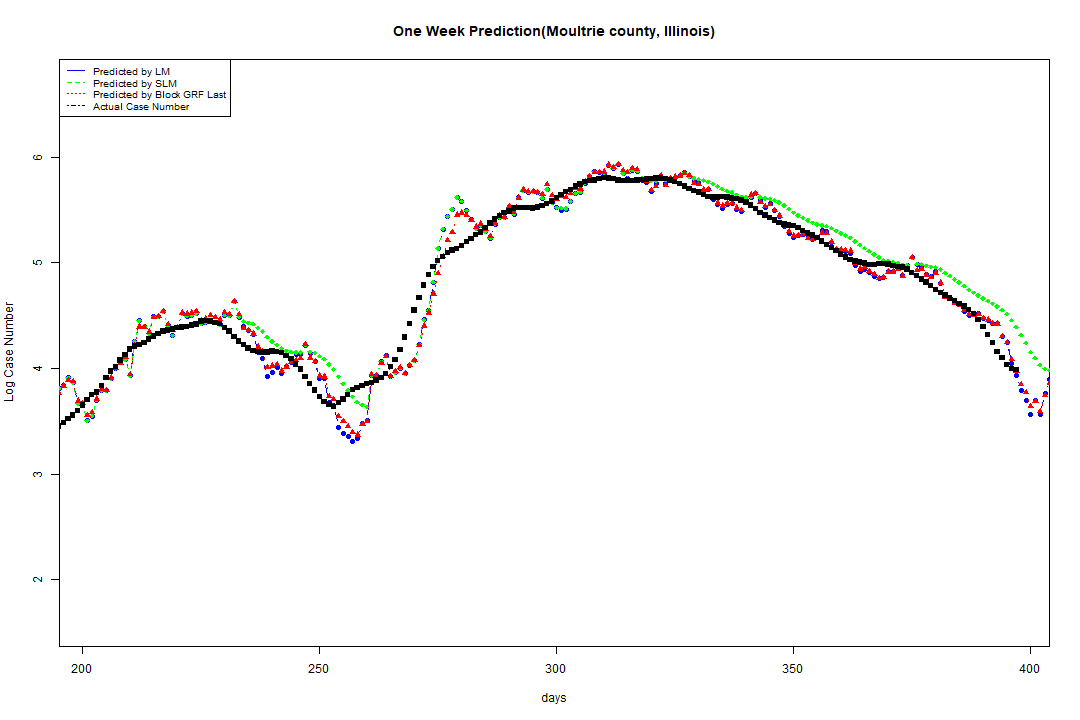 One Week Prediction(Moultrie county, Illinois)
Predicted by LM
Predicted by SLM
Predicted by Block GRF Last
Actual Case Number
6
5
4
3
2
Log Case Number
200 250 300 350 400
days